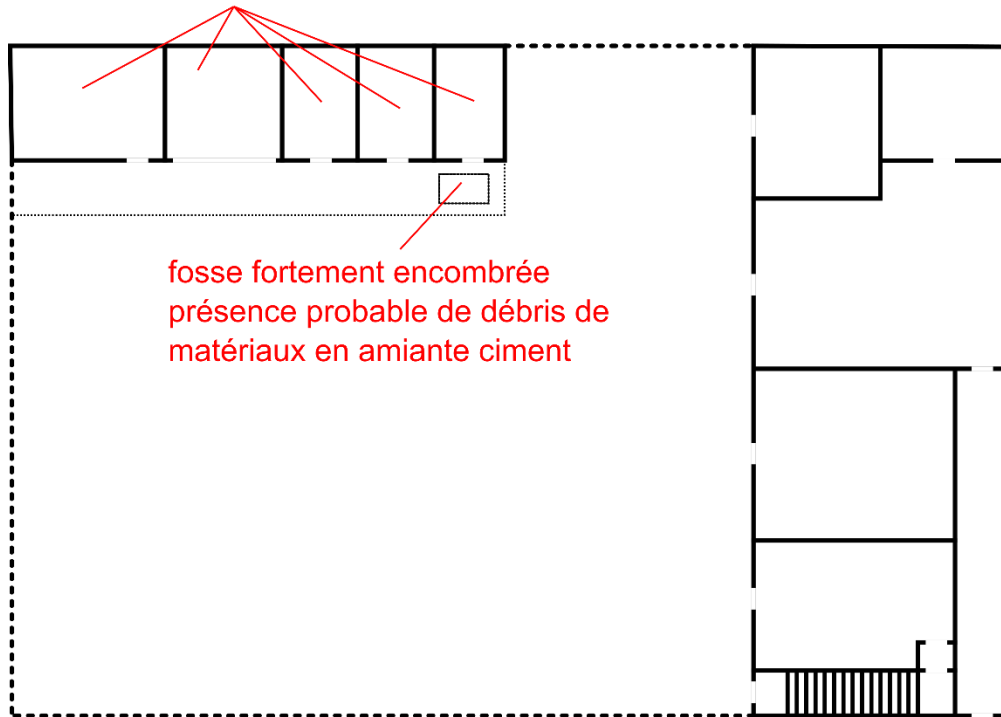 fosse fortement encombrée
présence probable de débris de
matériaux en amiante ciment